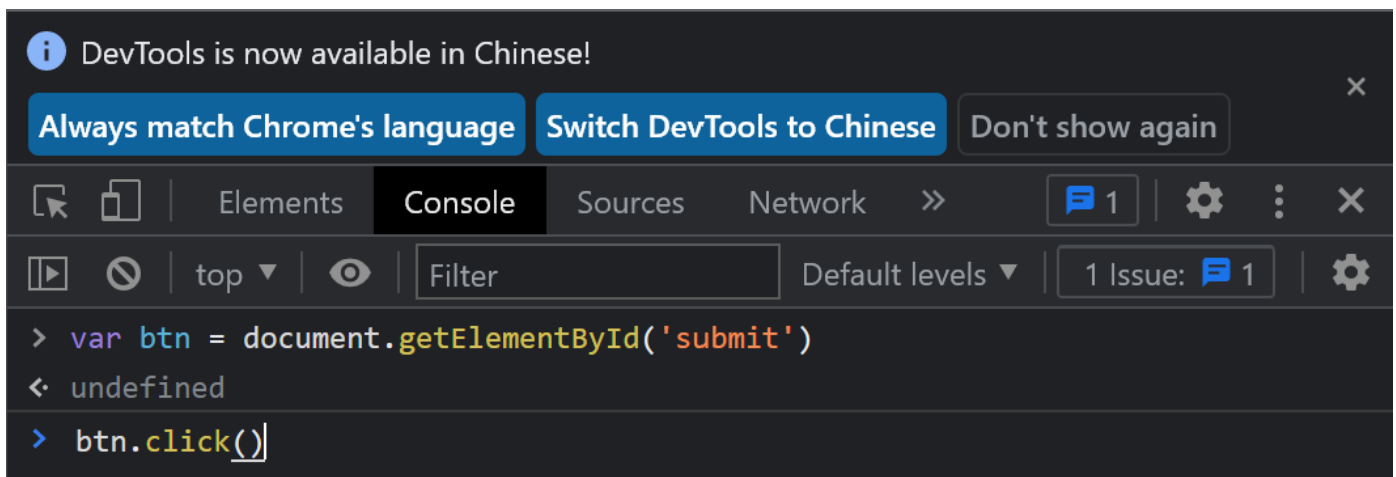 DevTools is now available in Chinese!
Always match Chrome's language Switch DevTools to Chinese Don't show again
Elements Console Sources Network 1
top Filter Default levels 1 Issue: 1
> var btn = document.getElementById('submit')
undefined
> btn.click()